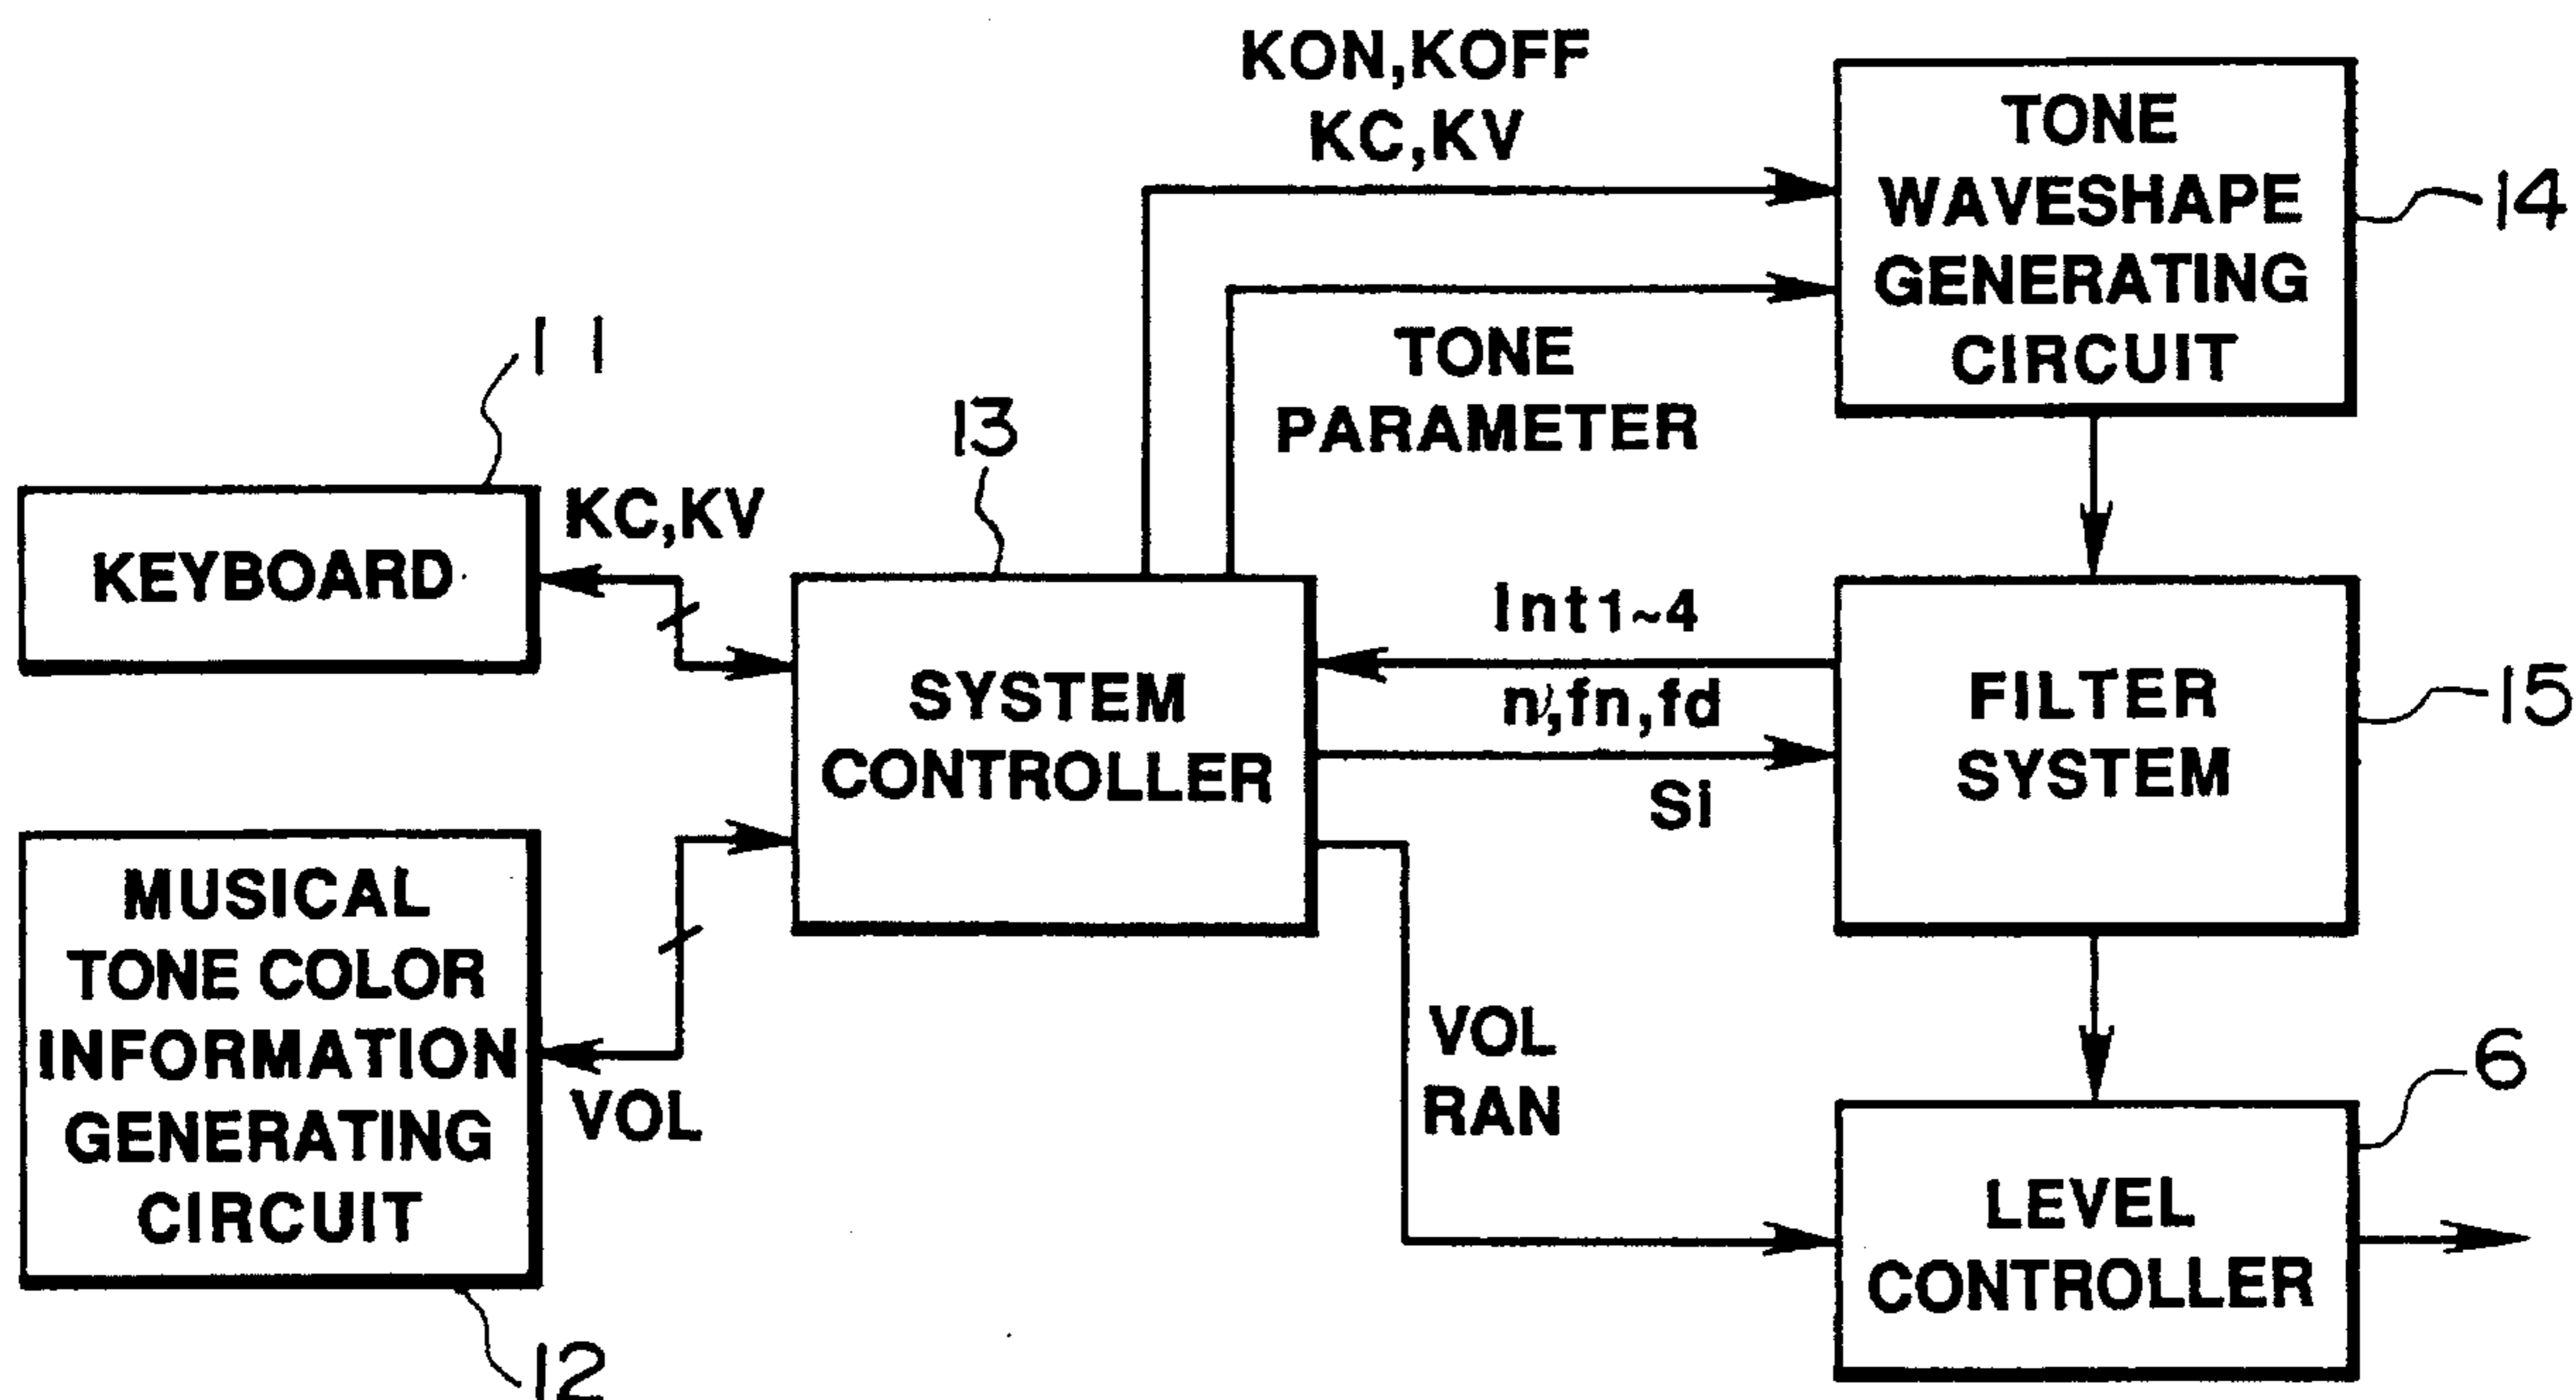 KON,KOFF
KC,KV
TONE
WAVESHAPE
GENERATING
CIRCUIT
14
TONE
PARAMETER
11
13
KEYBOARD
KC,KV
SYSTEM
CONTROLLER
Int1~4
n,fn,fd
Si
FILTER
SYSTEM
15
MUSICAL
TONE COLOR
INFORMATION
GENERATING
CIRCUIT
VOL
12
VOL
RAN
6
LEVEL
CONTROLLER